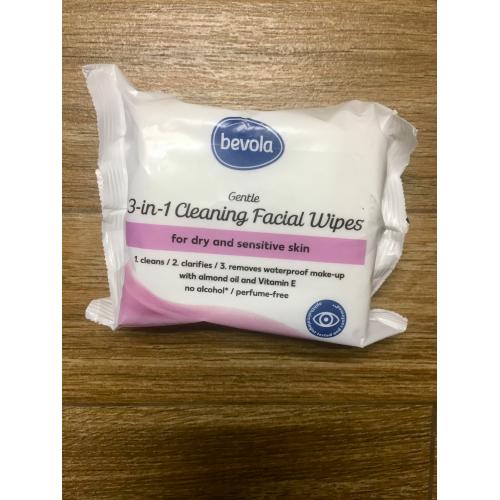 bevola
Gentle
3-in-1 Cleaning Facial Wipes
for dry and sensitive skin
1. cleans / 2. clarifies / 3. removes waterproof make-up
with almond oil and Vitamin E
no alcohol* / perfume-free